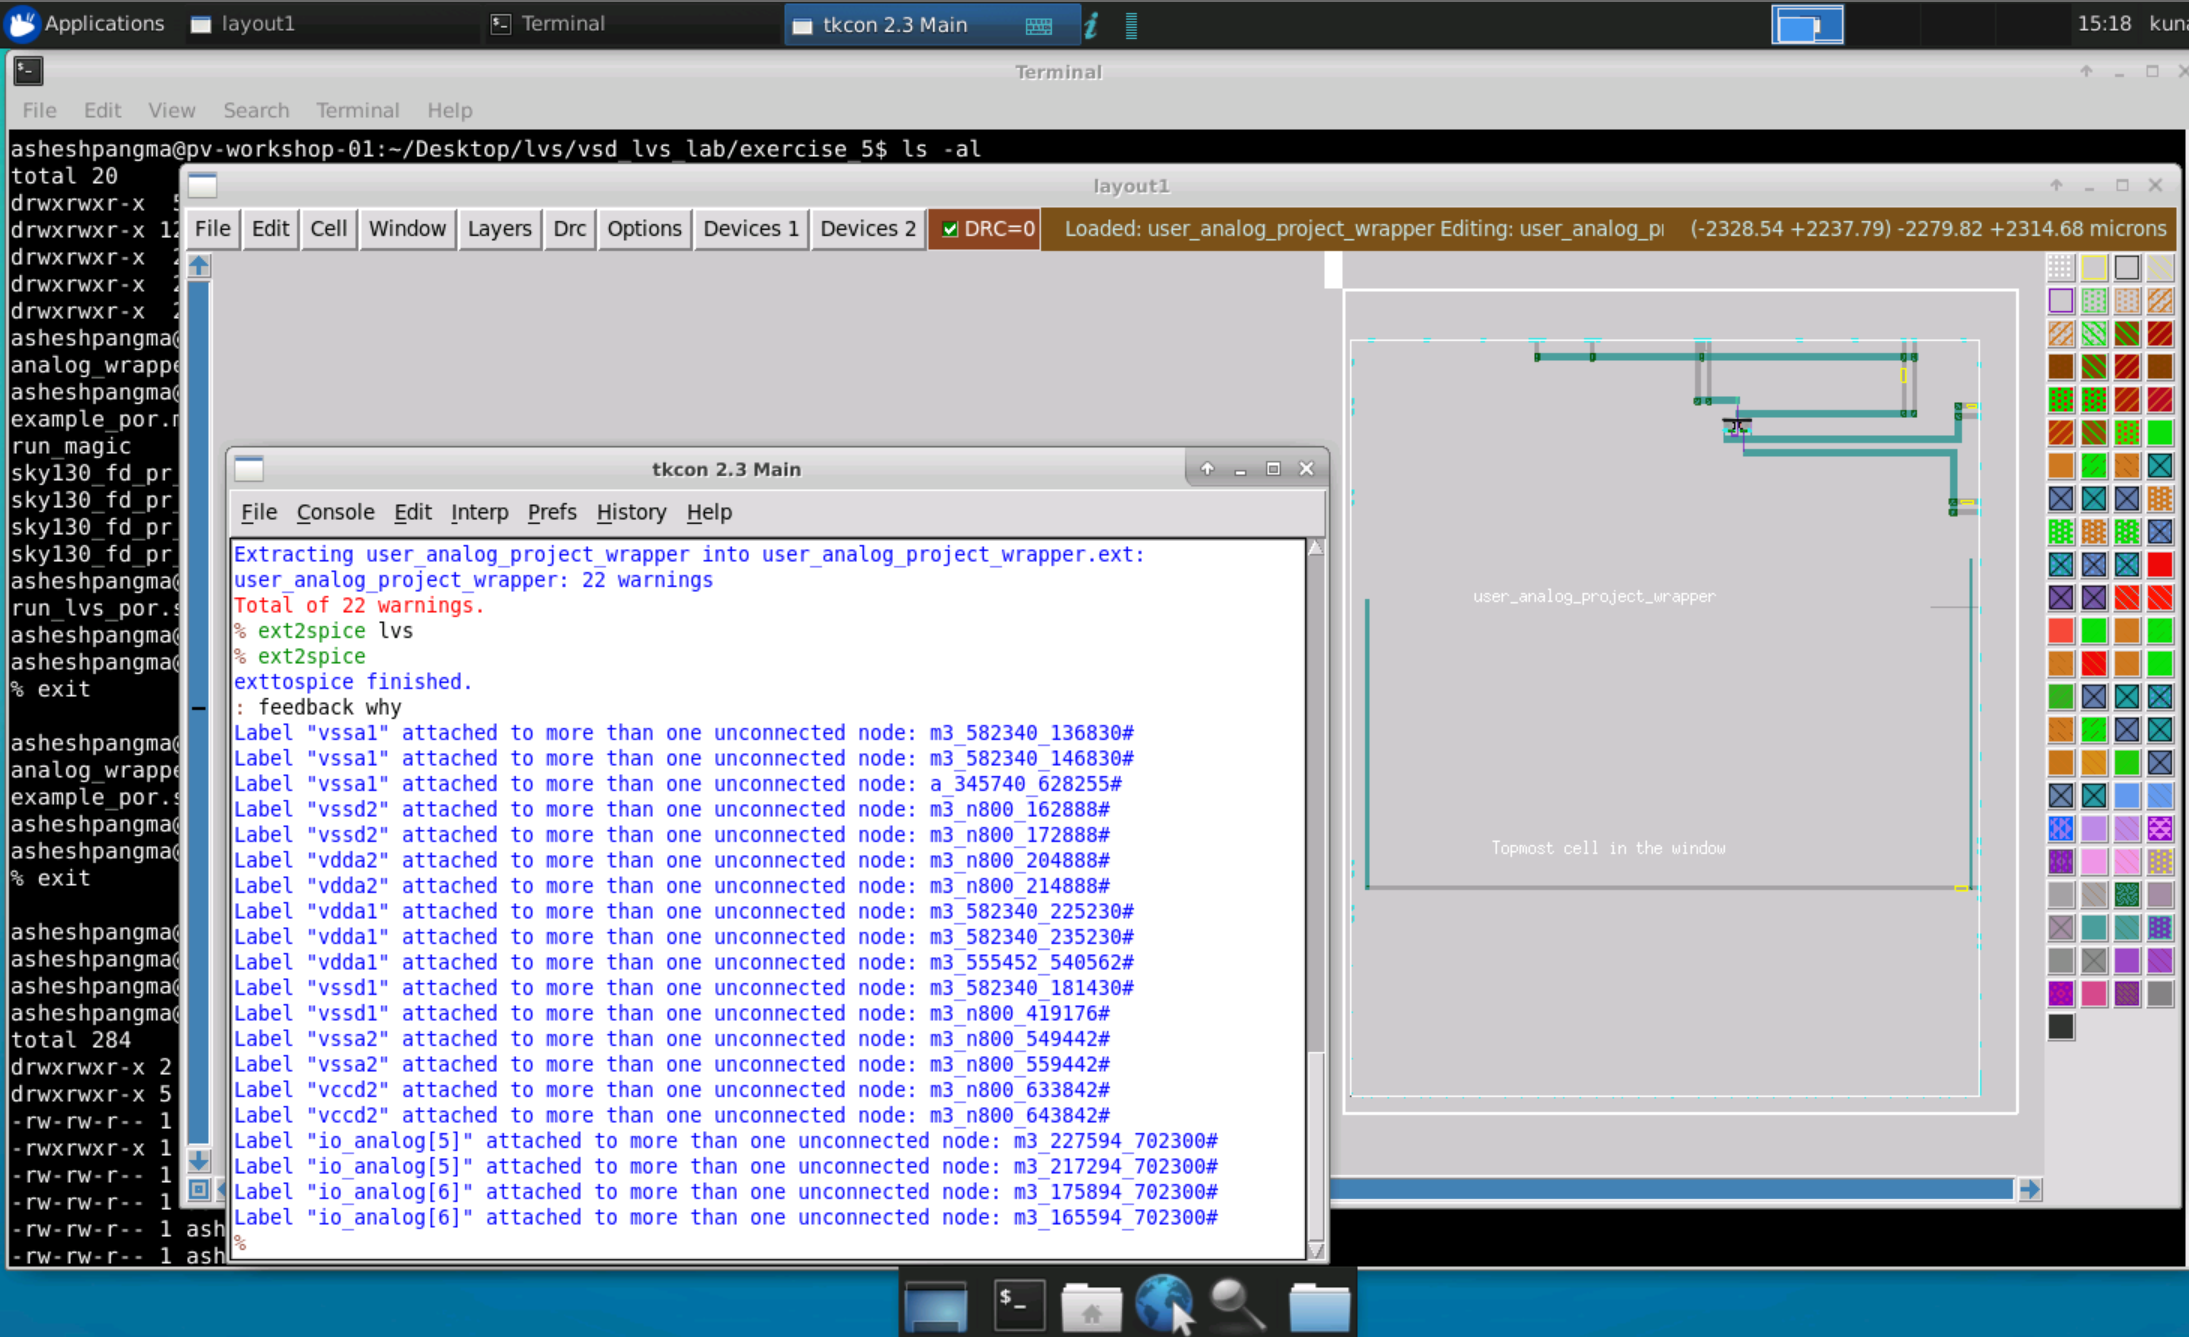 Applications layout1 Terminal tkcon 2.3 Main 15:18 kuna
Terminal
File Edit View Search Terminal Help
asheshpangma@pv-workshop-01:~/Desktop/lvs/vsd_lvs_lab/exercise_5$ ls -al
total 20
drwxrwxr-x 5
drwxrwxr-x 12
drwxrwxr-x 2
drwxrwxr-x 2
drwxrwxr-x 2
asheshpangma@
analog_wrappe
asheshpangma@
example_por.m
run_magic
sky130_fd_pr_
sky130_fd_pr_
sky130_fd_pr_
sky130_fd_pr_
asheshpangma@
run_lvs_por.s
asheshpangma@
asheshpangma@
% exit
asheshpangma@
analog_wrappe
example_por.s
asheshpangma@
asheshpangma@
% exit
asheshpangma@
asheshpangma@
asheshpangma@
asheshpangma@
total 284
drwxrwxr-x 2
drwxrwxr-x 5
-rw-rw-r-- 1
-rwxrwxr-x 1
-rw-rw-r-- 1
-rw-rw-r-- 1
-rw-rw-r-- 1 ash
-rw-rw-r-- 1 ash
layout1
File Edit Cell Window Layers Drc Options Devices 1 Devices 2 DRC=0 Loaded: user_analog_project_wrapper Editing: user_analog_pr (-2328.54 +2237.79) -2279.82 +2314.68 microns
user_analog_project_wrapper
Topmost cell in the window
tkcon 2.3 Main
File Console Edit Interp Prefs History Help
Extracting user_analog_project_wrapper into user_analog_project_wrapper.ext:
user_analog_project_wrapper: 22 warnings
Total of 22 warnings.
% ext2spice lvs
% ext2spice
exttospice finished.
: feedback why
Label "vssa1" attached to more than one unconnected node: m3_582340_136830#
Label "vssa1" attached to more than one unconnected node: m3_582340_146830#
Label "vssa1" attached to more than one unconnected node: a_345740_628255#
Label "vssd2" attached to more than one unconnected node: m3_n800_162888#
Label "vssd2" attached to more than one unconnected node: m3_n800_172888#
Label "vdda2" attached to more than one unconnected node: m3_n800_204888#
Label "vdda2" attached to more than one unconnected node: m3_n800_214888#
Label "vdda1" attached to more than one unconnected node: m3_582340_225230#
Label "vdda1" attached to more than one unconnected node: m3_582340_235230#
Label "vdda1" attached to more than one unconnected node: m3_555452_540562#
Label "vssd1" attached to more than one unconnected node: m3_582340_181430#
Label "vssd1" attached to more than one unconnected node: m3_n800_419176#
Label "vssa2" attached to more than one unconnected node: m3_n800_549442#
Label "vssa2" attached to more than one unconnected node: m3_n800_559442#
Label "vccd2" attached to more than one unconnected node: m3_n800_633842#
Label "vccd2" attached to more than one unconnected node: m3_n800_643842#
Label "io_analog[5]" attached to more than one unconnected node: m3_227594_702300#
Label "io_analog[5]" attached to more than one unconnected node: m3_217294_702300#
Label "io_analog[6]" attached to more than one unconnected node: m3_175894_702300#
Label "io_analog[6]" attached to more than one unconnected node: m3_165594_702300#
%